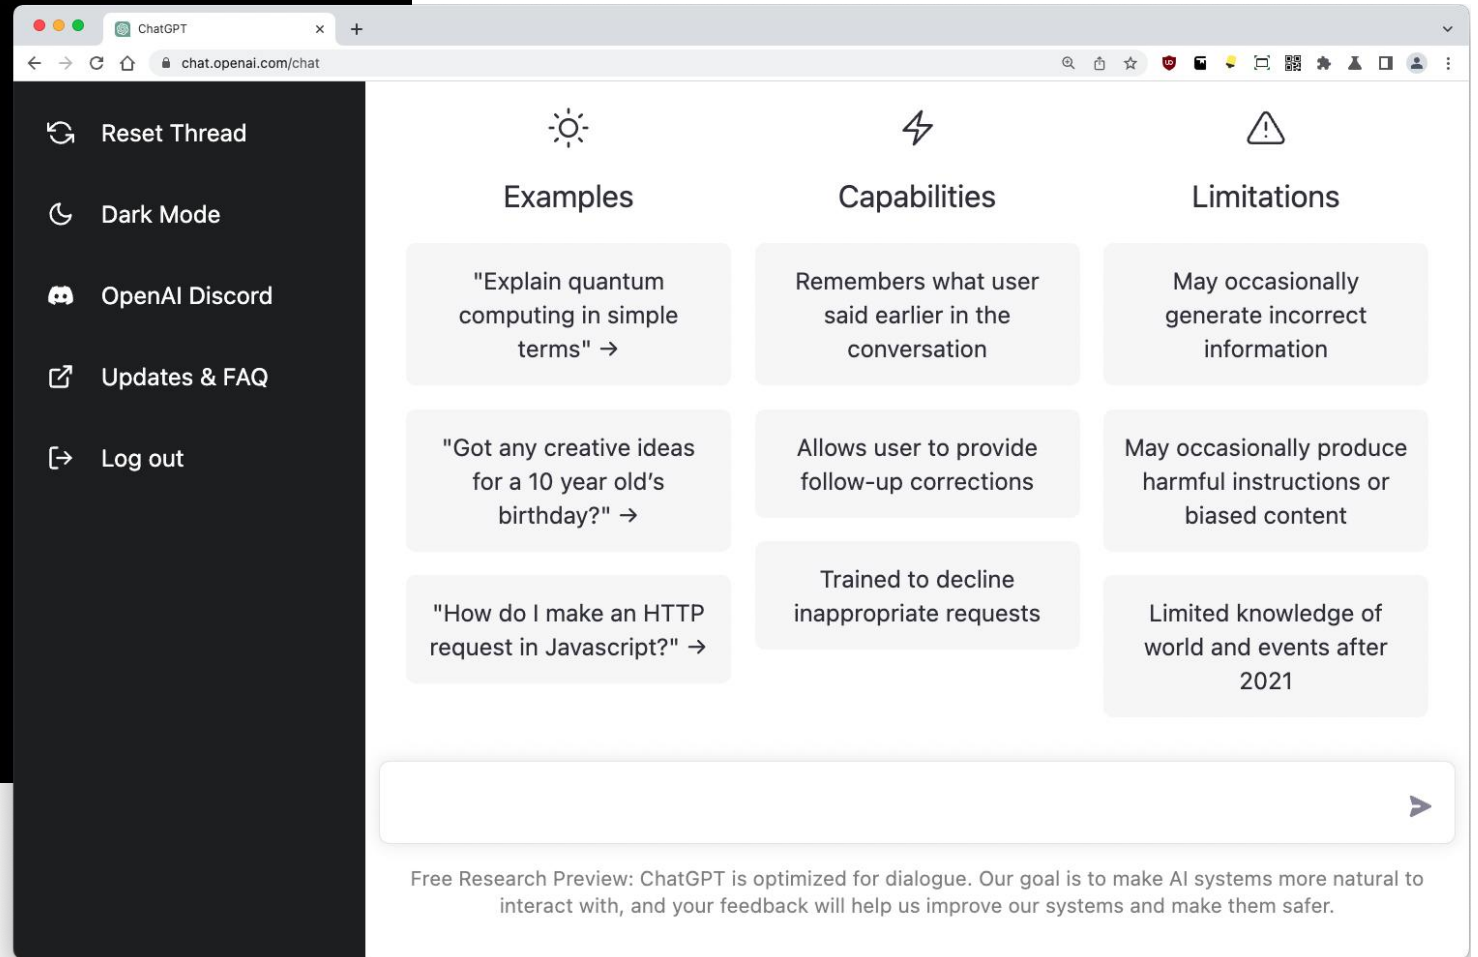 ChatGPT
chat.openai.com/chat
Reset Thread
Dark Mode
OpenAI Discord
Updates & FAQ
Log out
Examples
"Explain quantum
computing in simple
terms" →
"Got any creative ideas
for a 10 year old’s
birthday?" →
"How do I make an HTTP
request in Javascript?" →
Capabilities
Remembers what user
said earlier in the
conversation
Allows user to provide
follow-up corrections
Trained to decline
inappropriate requests
Limitations
May occasionally
generate incorrect
information
May occasionally produce
harmful instructions or
biased content
Limited knowledge of
world and events after
2021
Free Research Preview: ChatGPT is optimized for dialogue. Our goal is to make AI systems more natural to
interact with, and your feedback will help us improve our systems and make them safer.